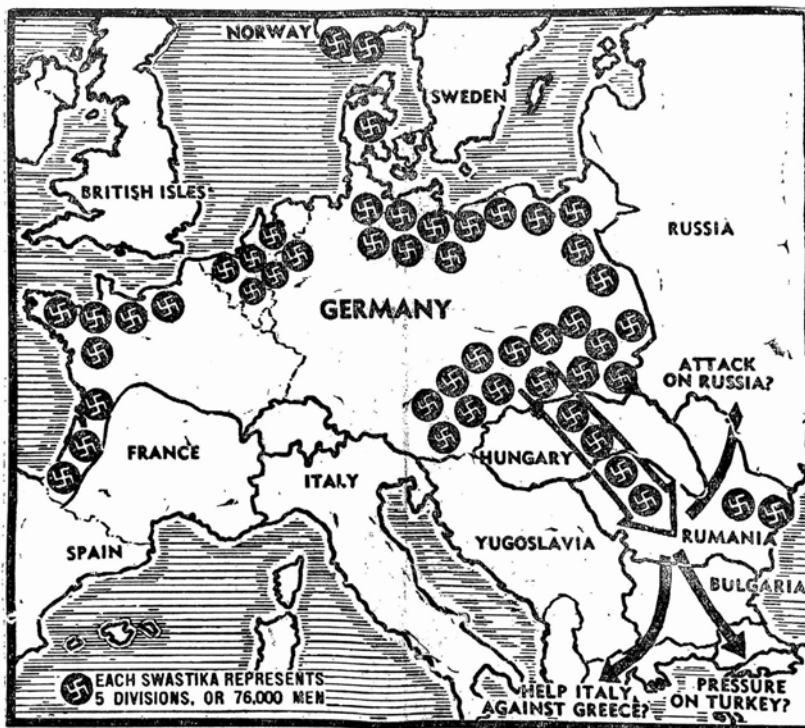 NORWAY
SWEDEN
BRITISH ISLES
RUSSIA
GERMANY
ATTACK
ON RUSSIA?
FRANCE
HUNGARY
ITALY
RUMANIA
SPAIN
YUGOSLAVIA
BULGARIA
EACH SWASTIKA REPRESENTS
5 DIVISIONS, OR 76,000 MEN
HELP ITALY
AGAINST GREECE?
PRESSURE
ON TURKEY?